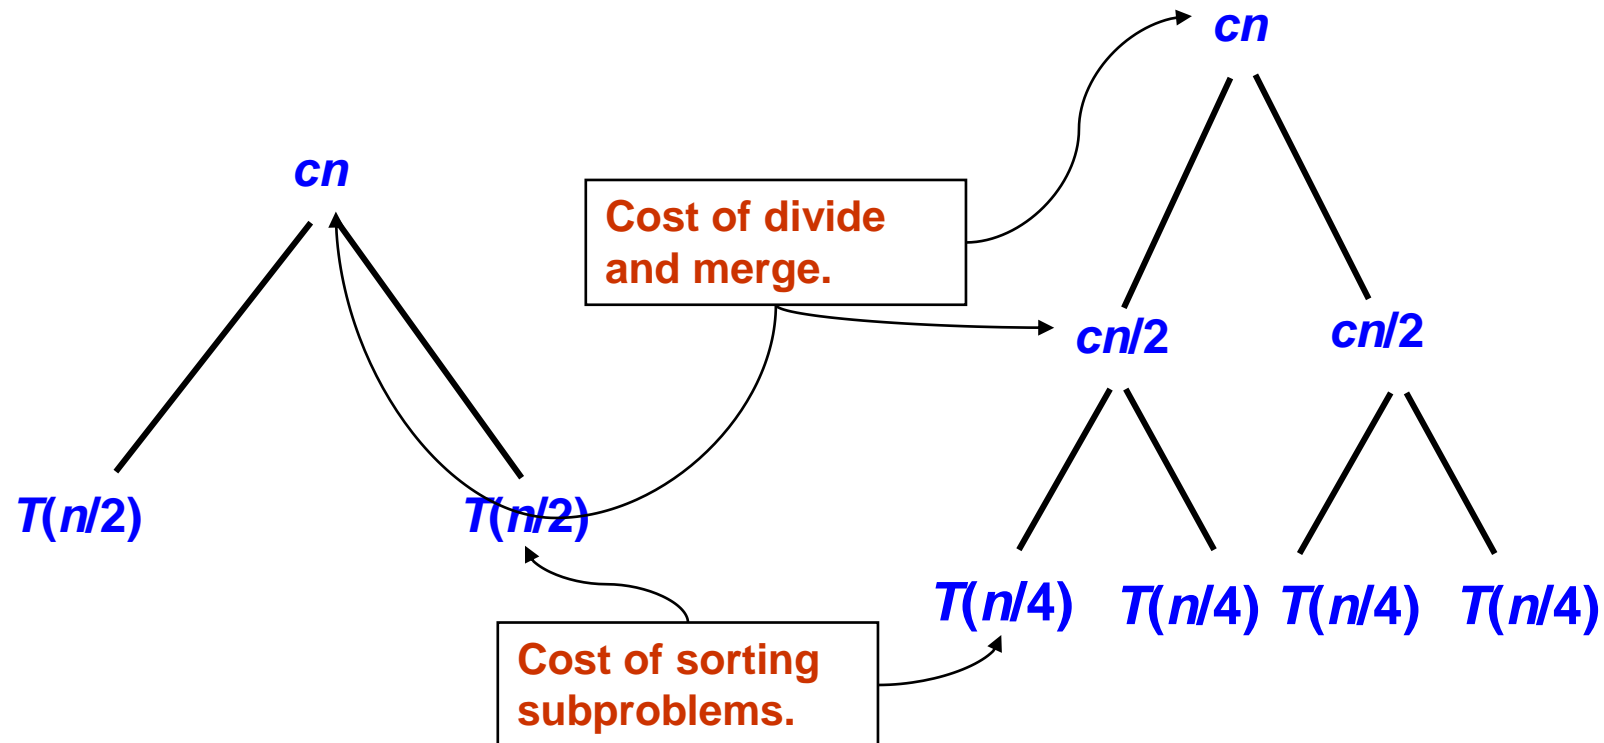 cn
cn
Cost of divide
and merge.
cn/2
cn/2
T(n/2)
T(n/2)
T(n/4)
T(n/4)
T(n/4)
T(n/4)
Cost of sorting
subproblems.